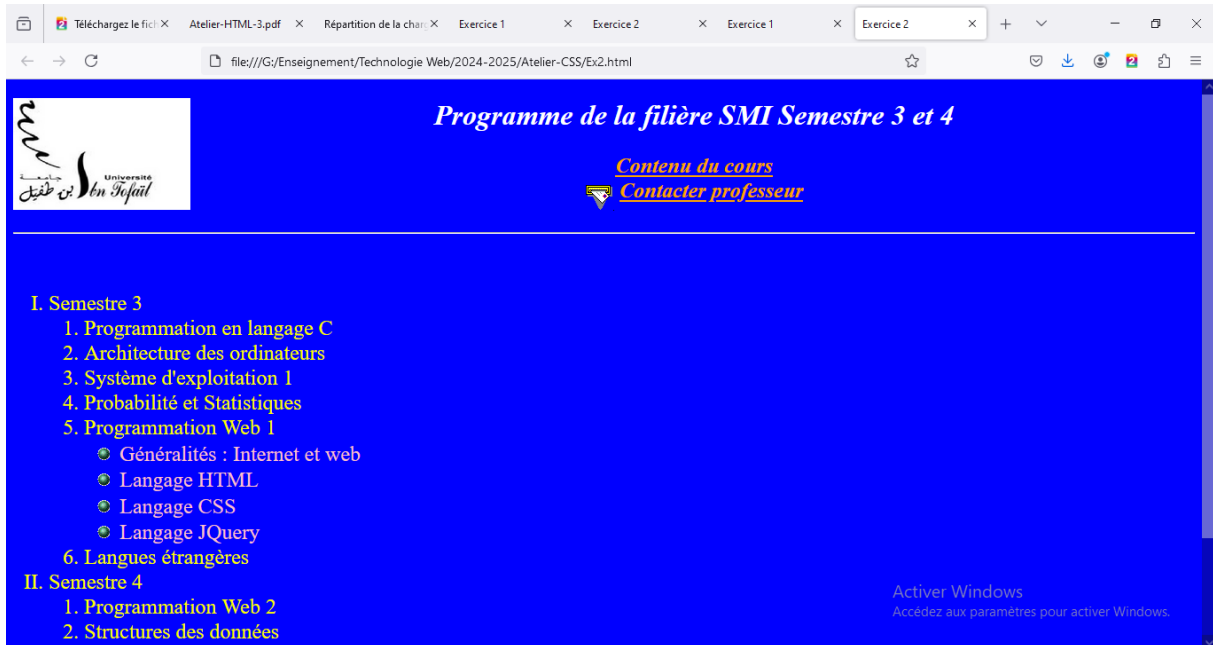 Téléchargez le fich
Atelier-HTML-3.pdf
Répartition de la charg
Exercice 1
Exercice 2
Exercice 1
Exercice 2
file:///G:/Enseignement/Technologie Web/2024-2025/Atelier-CSS/Ex2.html
Université
جامعة
Ibn Tofaïl
ابن طفيل
Programme de la filière SMI Semestre 3 et 4
Contenu du cours
Contacter professeur
I. Semestre 3
1. Programmation en langage C
2. Architecture des ordinateurs
3. Système d'exploitation 1
4. Probabilité et Statistiques
5. Programmation Web 1
Généralités : Internet et web
Langage HTML
Langage CSS
Langage JQuery
6. Langues étrangères
II. Semestre 4
1. Programmation Web 2
2. Structures des données
Activer Windows
Accédez aux paramètres pour activer Windows.